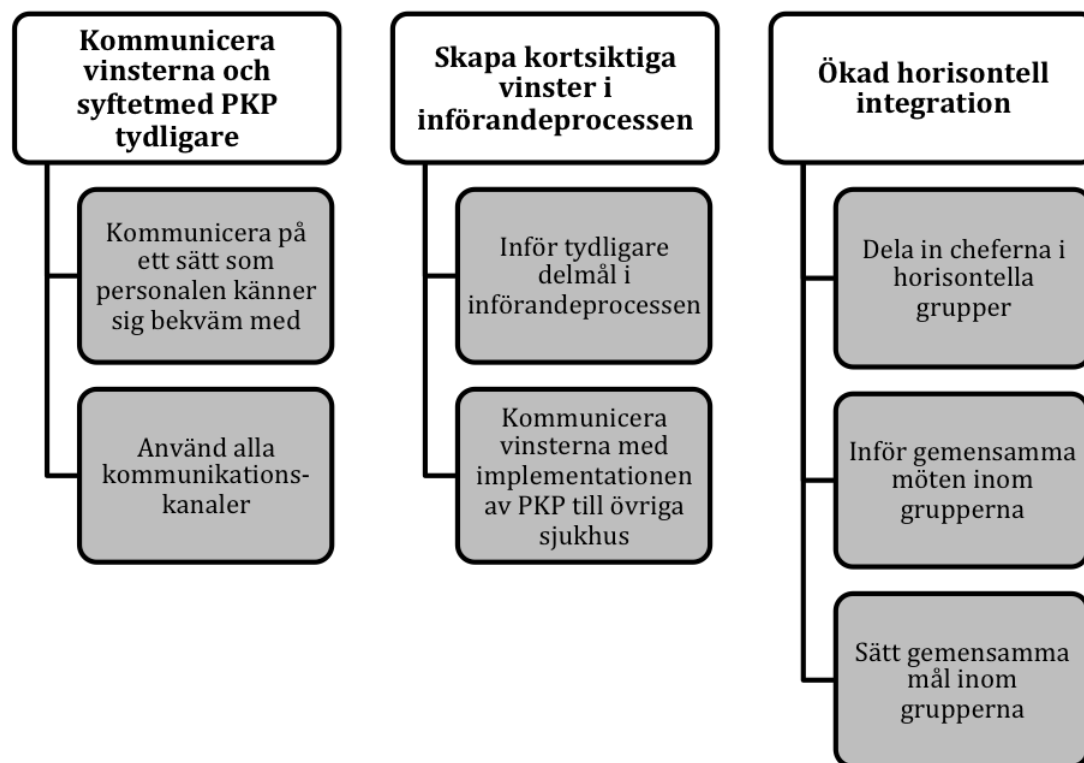 Kommunicera
vinsterna och
syftetmed PKP
tydligare
Kommunicera på
ett sätt som
personalen känner
sig bekväm med
Använd alla
kommunikations-
kanaler
Skapa kortsiktiga
vinster i
införandeprocessen
Inför tydligare
delmål i
införandeprocessen
Kommunicera
vinsterna med
implementationen
av PKP till övriga
sjukhus
Ökad horisontell
integration
Dela in cheferna i
horisontella
grupper
Inför gemensamma
möten inom
grupperna
Sätt gemensamma
mål inom
grupperna